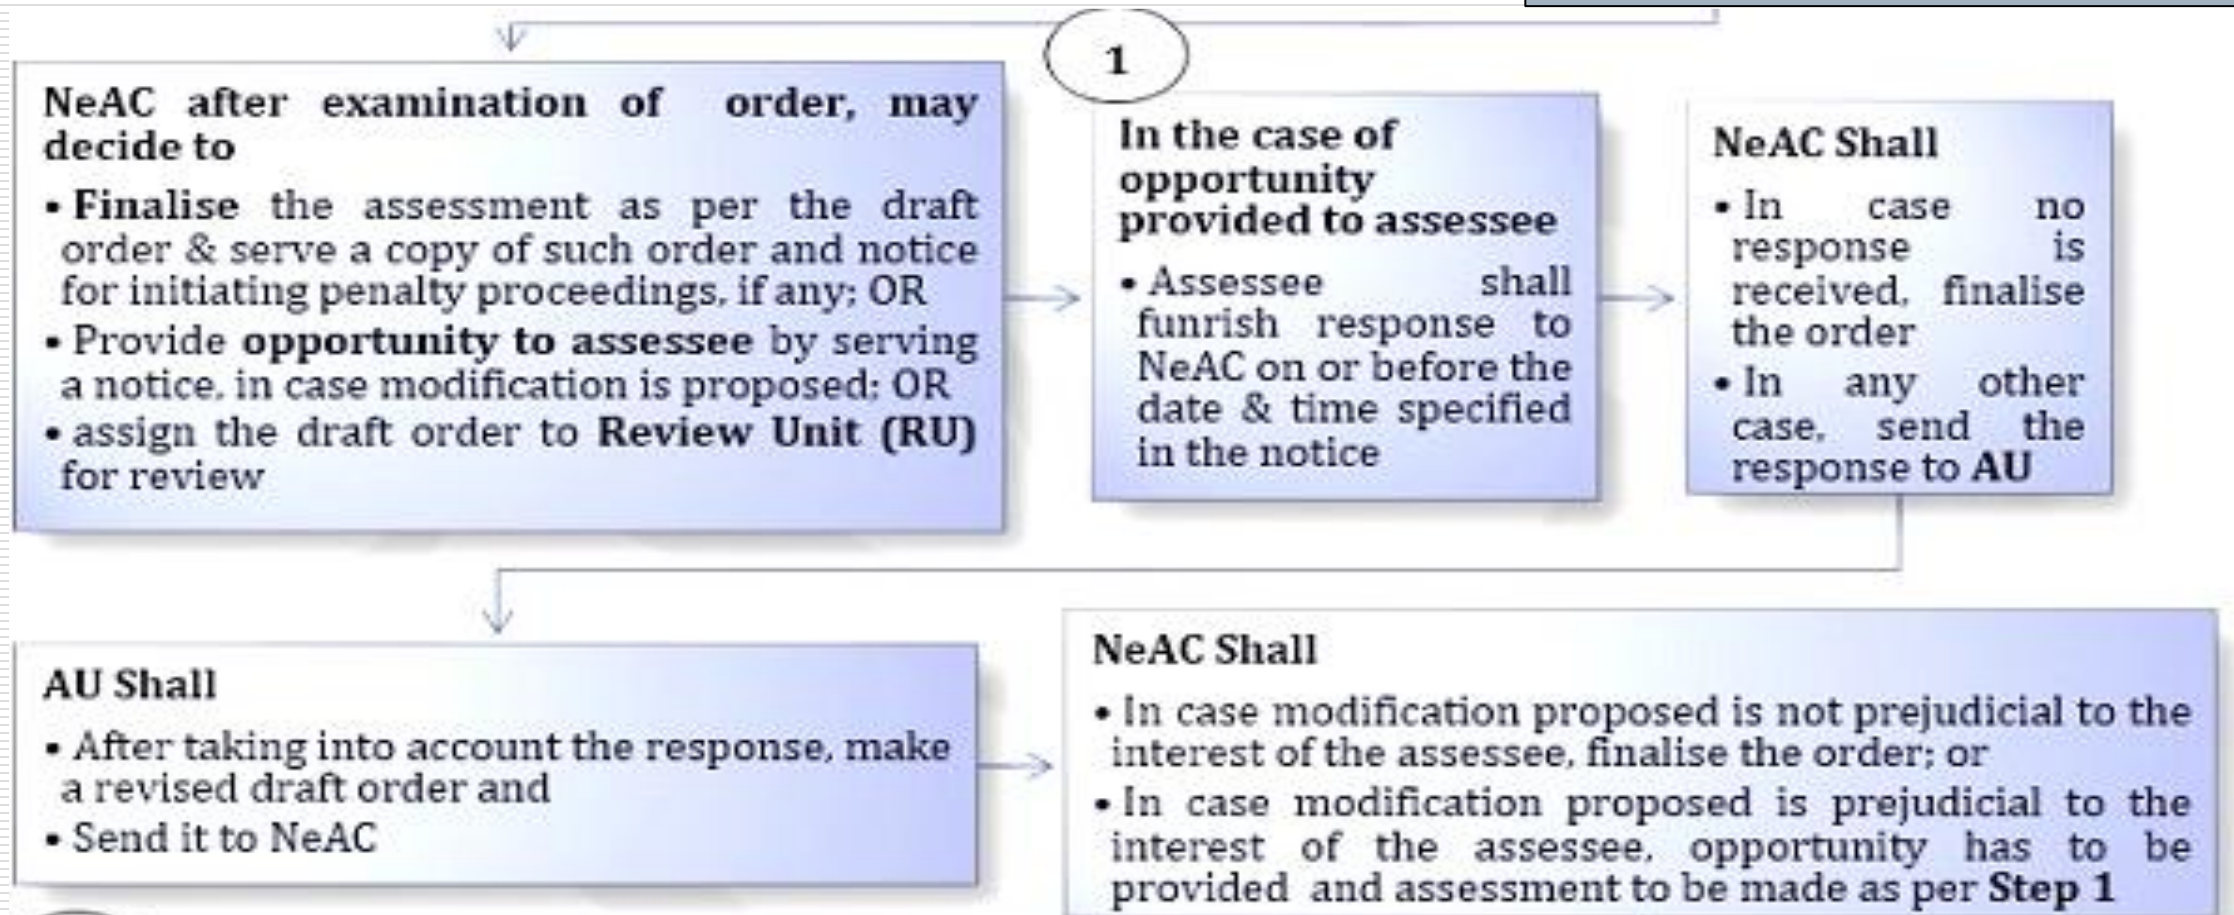 1
NeAC after examination of order, may
decide to
• Finalise the assessment as per the draft
order & serve a copy of such order and notice
for initiating penalty proceedings, if any; OR
• Provide opportunity to assessee by serving
a notice, in case modification is proposed; OR
• assign the draft order to Review Unit (RU)
for review
In the case of
opportunity
provided to assessee
• Assessee shall
funrish response to
NeAC on or before the
date & time specified
in the notice
NeAC Shall
• In case no
response is
received, finalise
the order
• In any other
case, send the
response to AU
AU Shall
• After taking into account the response, make
a revised draft order and
• Send it to NeAC
NeAC Shall
• In case modification proposed is not prejudicial to the
interest of the assessee, finalise the order; or
• In case modification proposed is prejudicial to the
interest of the assessee, opportunity has to be
provided and assessment to be made as per Step 1